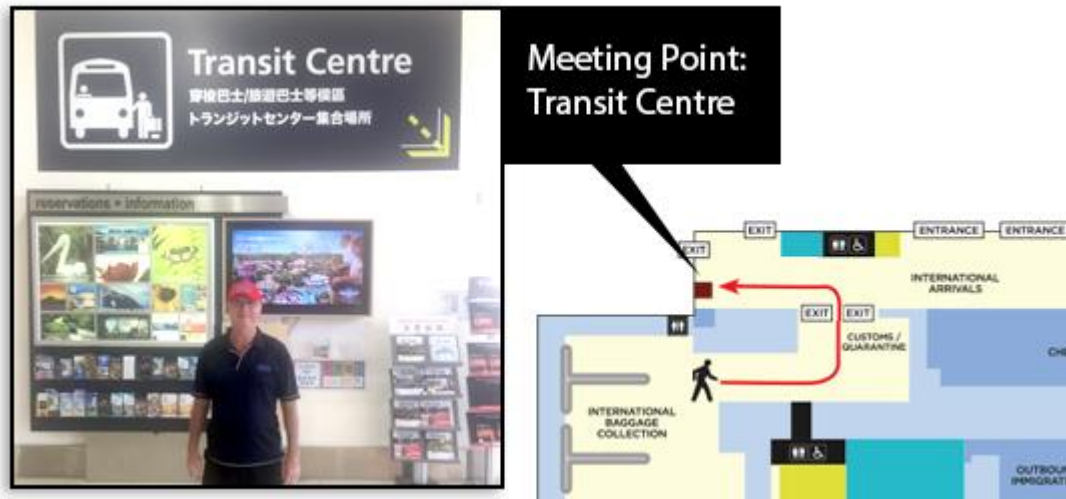 Transit Centre
穿梭巴士/旅遊巴士等候區
トランジットセンター集合場所
reservations + information
Meeting Point:
Transit Centre
EXIT
EXIT
ENTRANCE
ENTRANCE
INTERNATIONAL
ARRIVALS
EXIT
EXIT
CUSTOMS /
QUARANTINE
INTERNATIONAL
BAGGAGE
COLLECTION